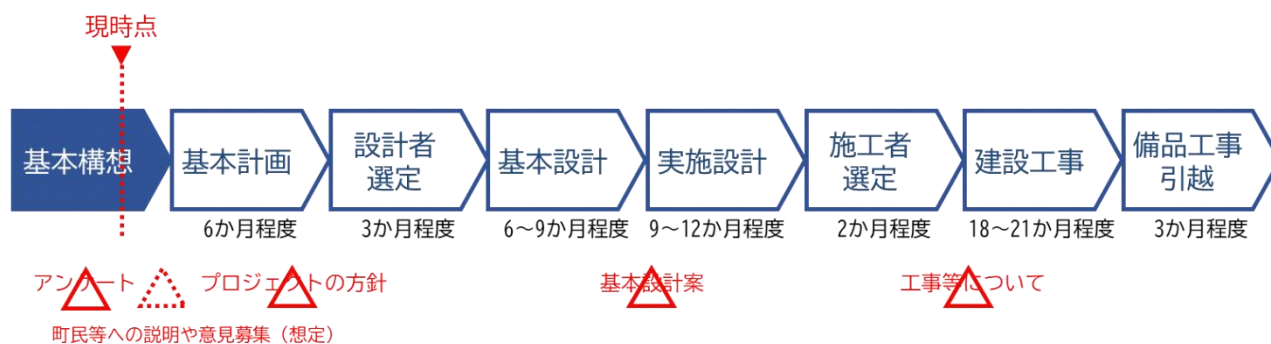 現時点
基本構想
基本計画
設計者
選定
基本設計
実施設計
施工者
選定
建設工事
備品工事
引越
6か月程度
3か月程度
6〜9か月程度
9〜12か月程度
2か月程度
18〜21か月程度
3か月程度
アンケート
プロジェクトの方針
基本設計案
工事等について
町民等への説明や意見募集（想定）